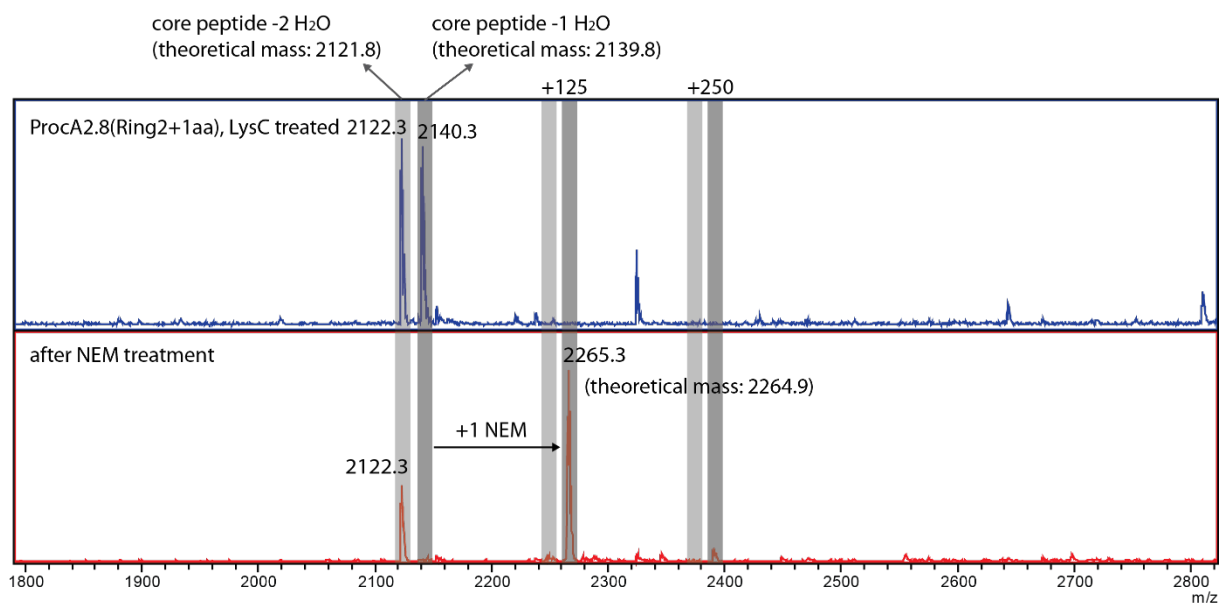 core peptide -2 H₂O
(theoretical mass: 2121.8)
core peptide -1 H₂O
(theoretical mass: 2139.8)
+125
+250
ProcA2.8(Ring2+1aa), LysC treated
2122.3
2140.3
after NEM treatment
2265.3
(theoretical mass: 2264.9)
+1 NEM
2122.3
1800 1900 2000 2100 2200 2300 2400 2500 2600 2700 2800
m/z